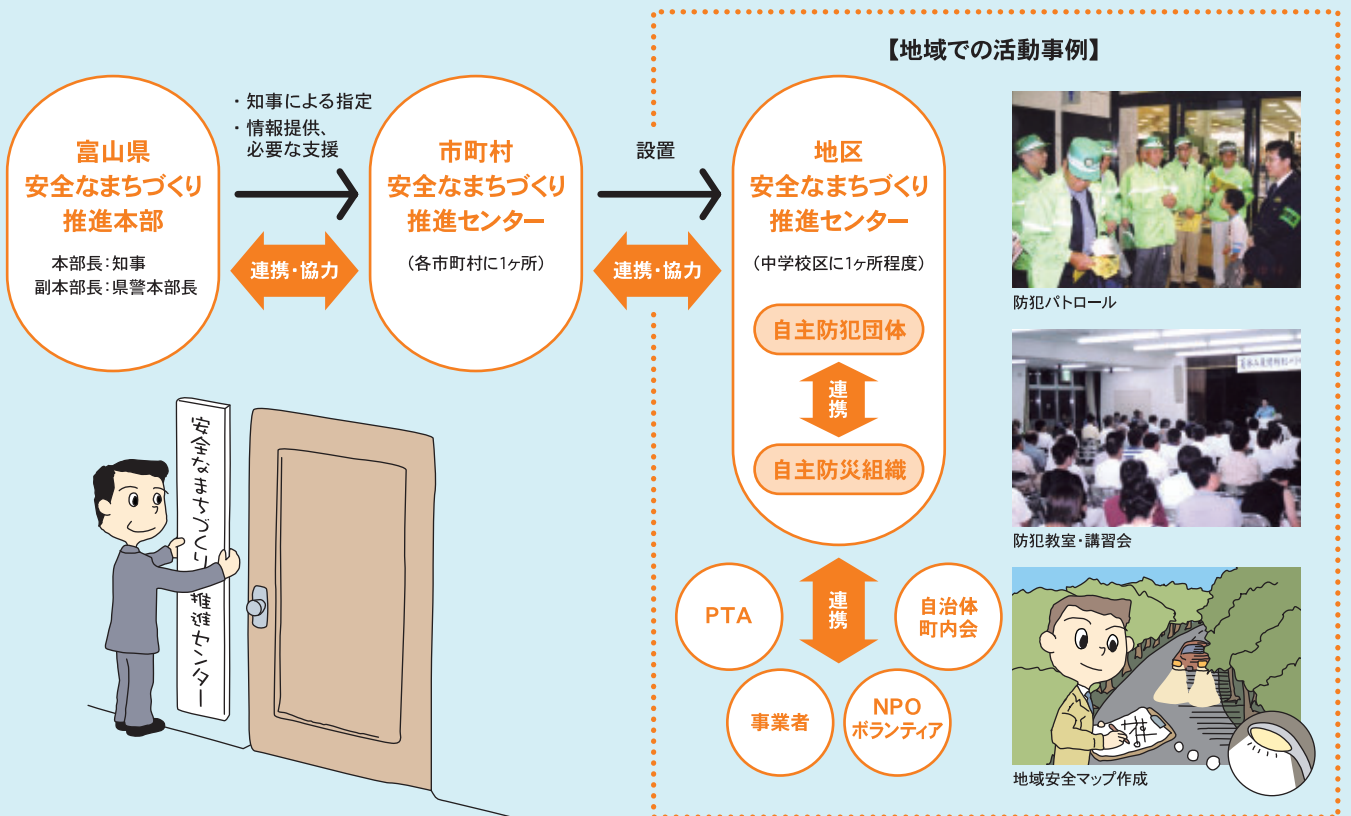 富山県
安全なまちづくり
推進本部
本部長：知事
副本部長：県警本部長
・知事による指定
・情報提供、
必要な支援
連携・協力
市町村
安全なまちづくり
推進センター
（各市町村に1ヶ所）
設置
連携・協力
【地域での活動事例】
地区
安全なまちづくり
推進センター
（中学校区に1ヶ所程度）
自主防犯団体
連携
自主防災組織
連携
PTA
自治体
町内会
事業者
NPO
ボランティア
防犯パトロール
防犯教室・講習会
地域安全マップ作成
安全なまちづくり推進センター